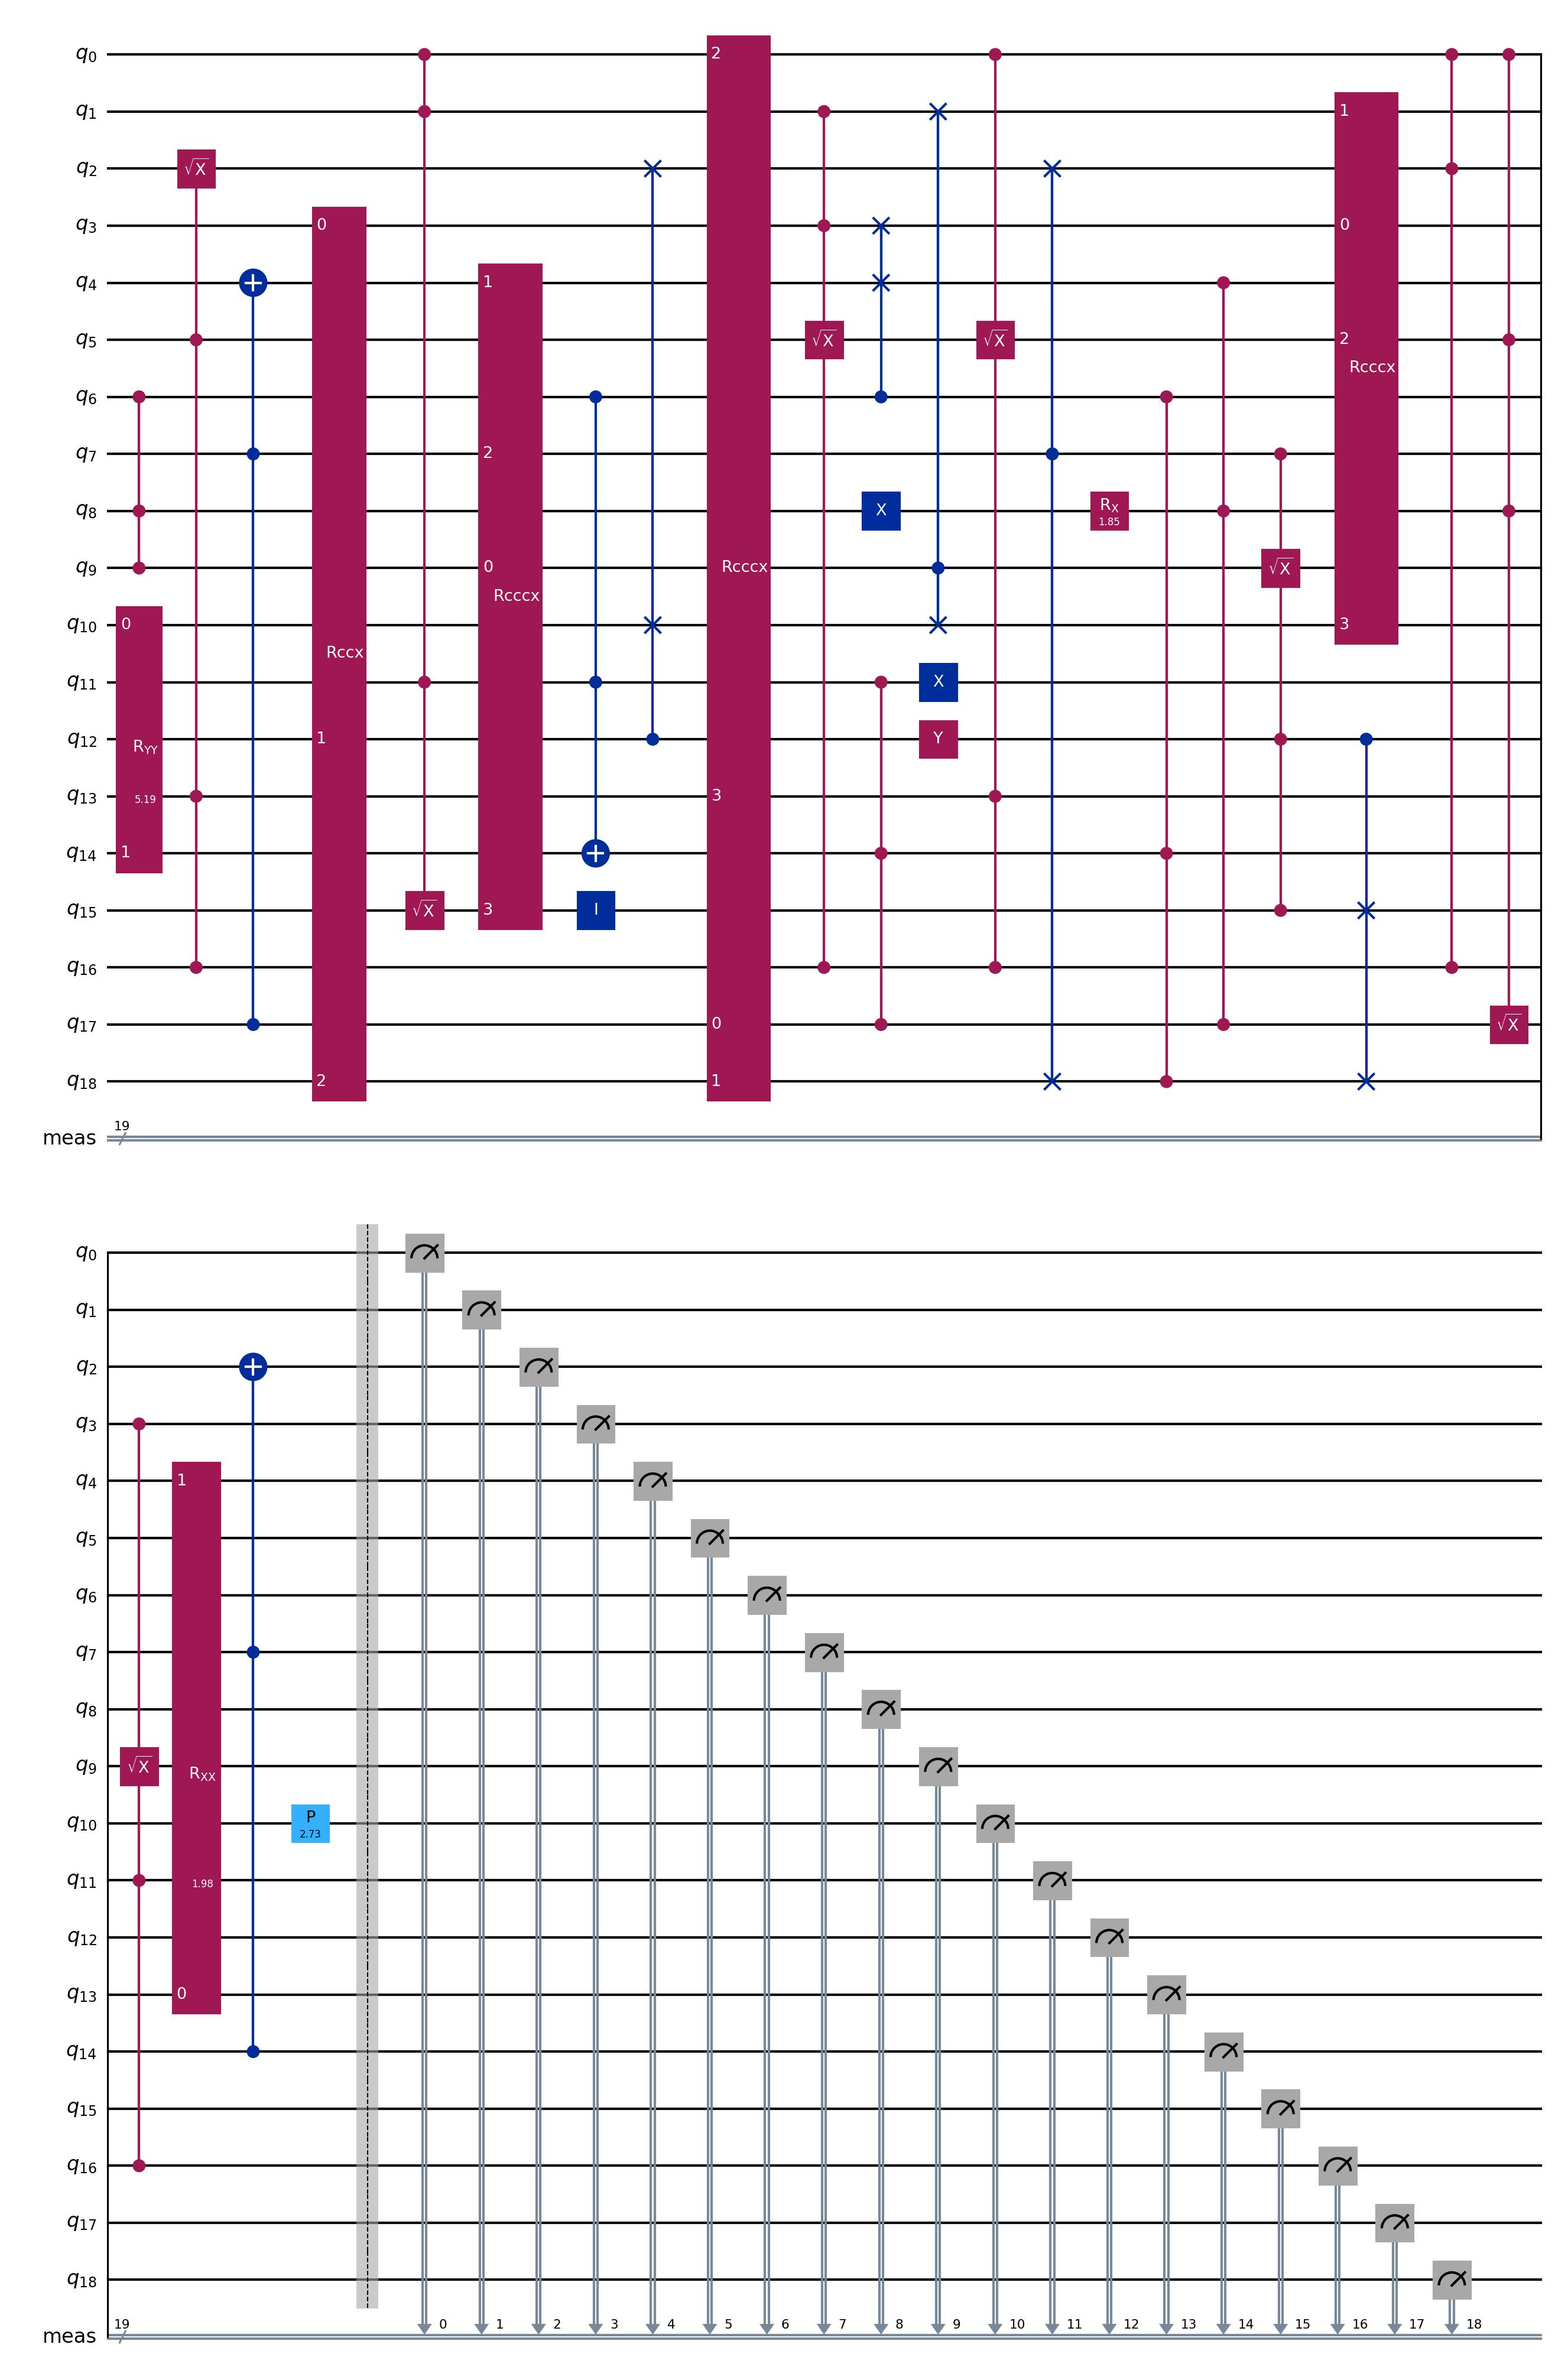 q0 2
q1 1
q2 √X
q3 0 0
q4 1
q5 √X √X 2
Rcccx
q6
q7 2
q8 X RX
1.85
q9 0 Rcccx √X
Rcccx
q10 0 3
Rccx
q11 X
q12 RYY 1 Y
q13 5.19 3
q14 1
q15 √X 3 I
q16
q17 0 √X
q18 2 1
19
meas
q0
q1
q2
q3
q4 1
q5
q6
q7
q8
q9 √X RXX
q10 P
2.73
q11 1.98
q12
q13 0
q14
q15
q16
q17
q18
19 0 1 2 3 4 5 6 7 8 9 10 11 12 13 14 15 16 17 18
meas